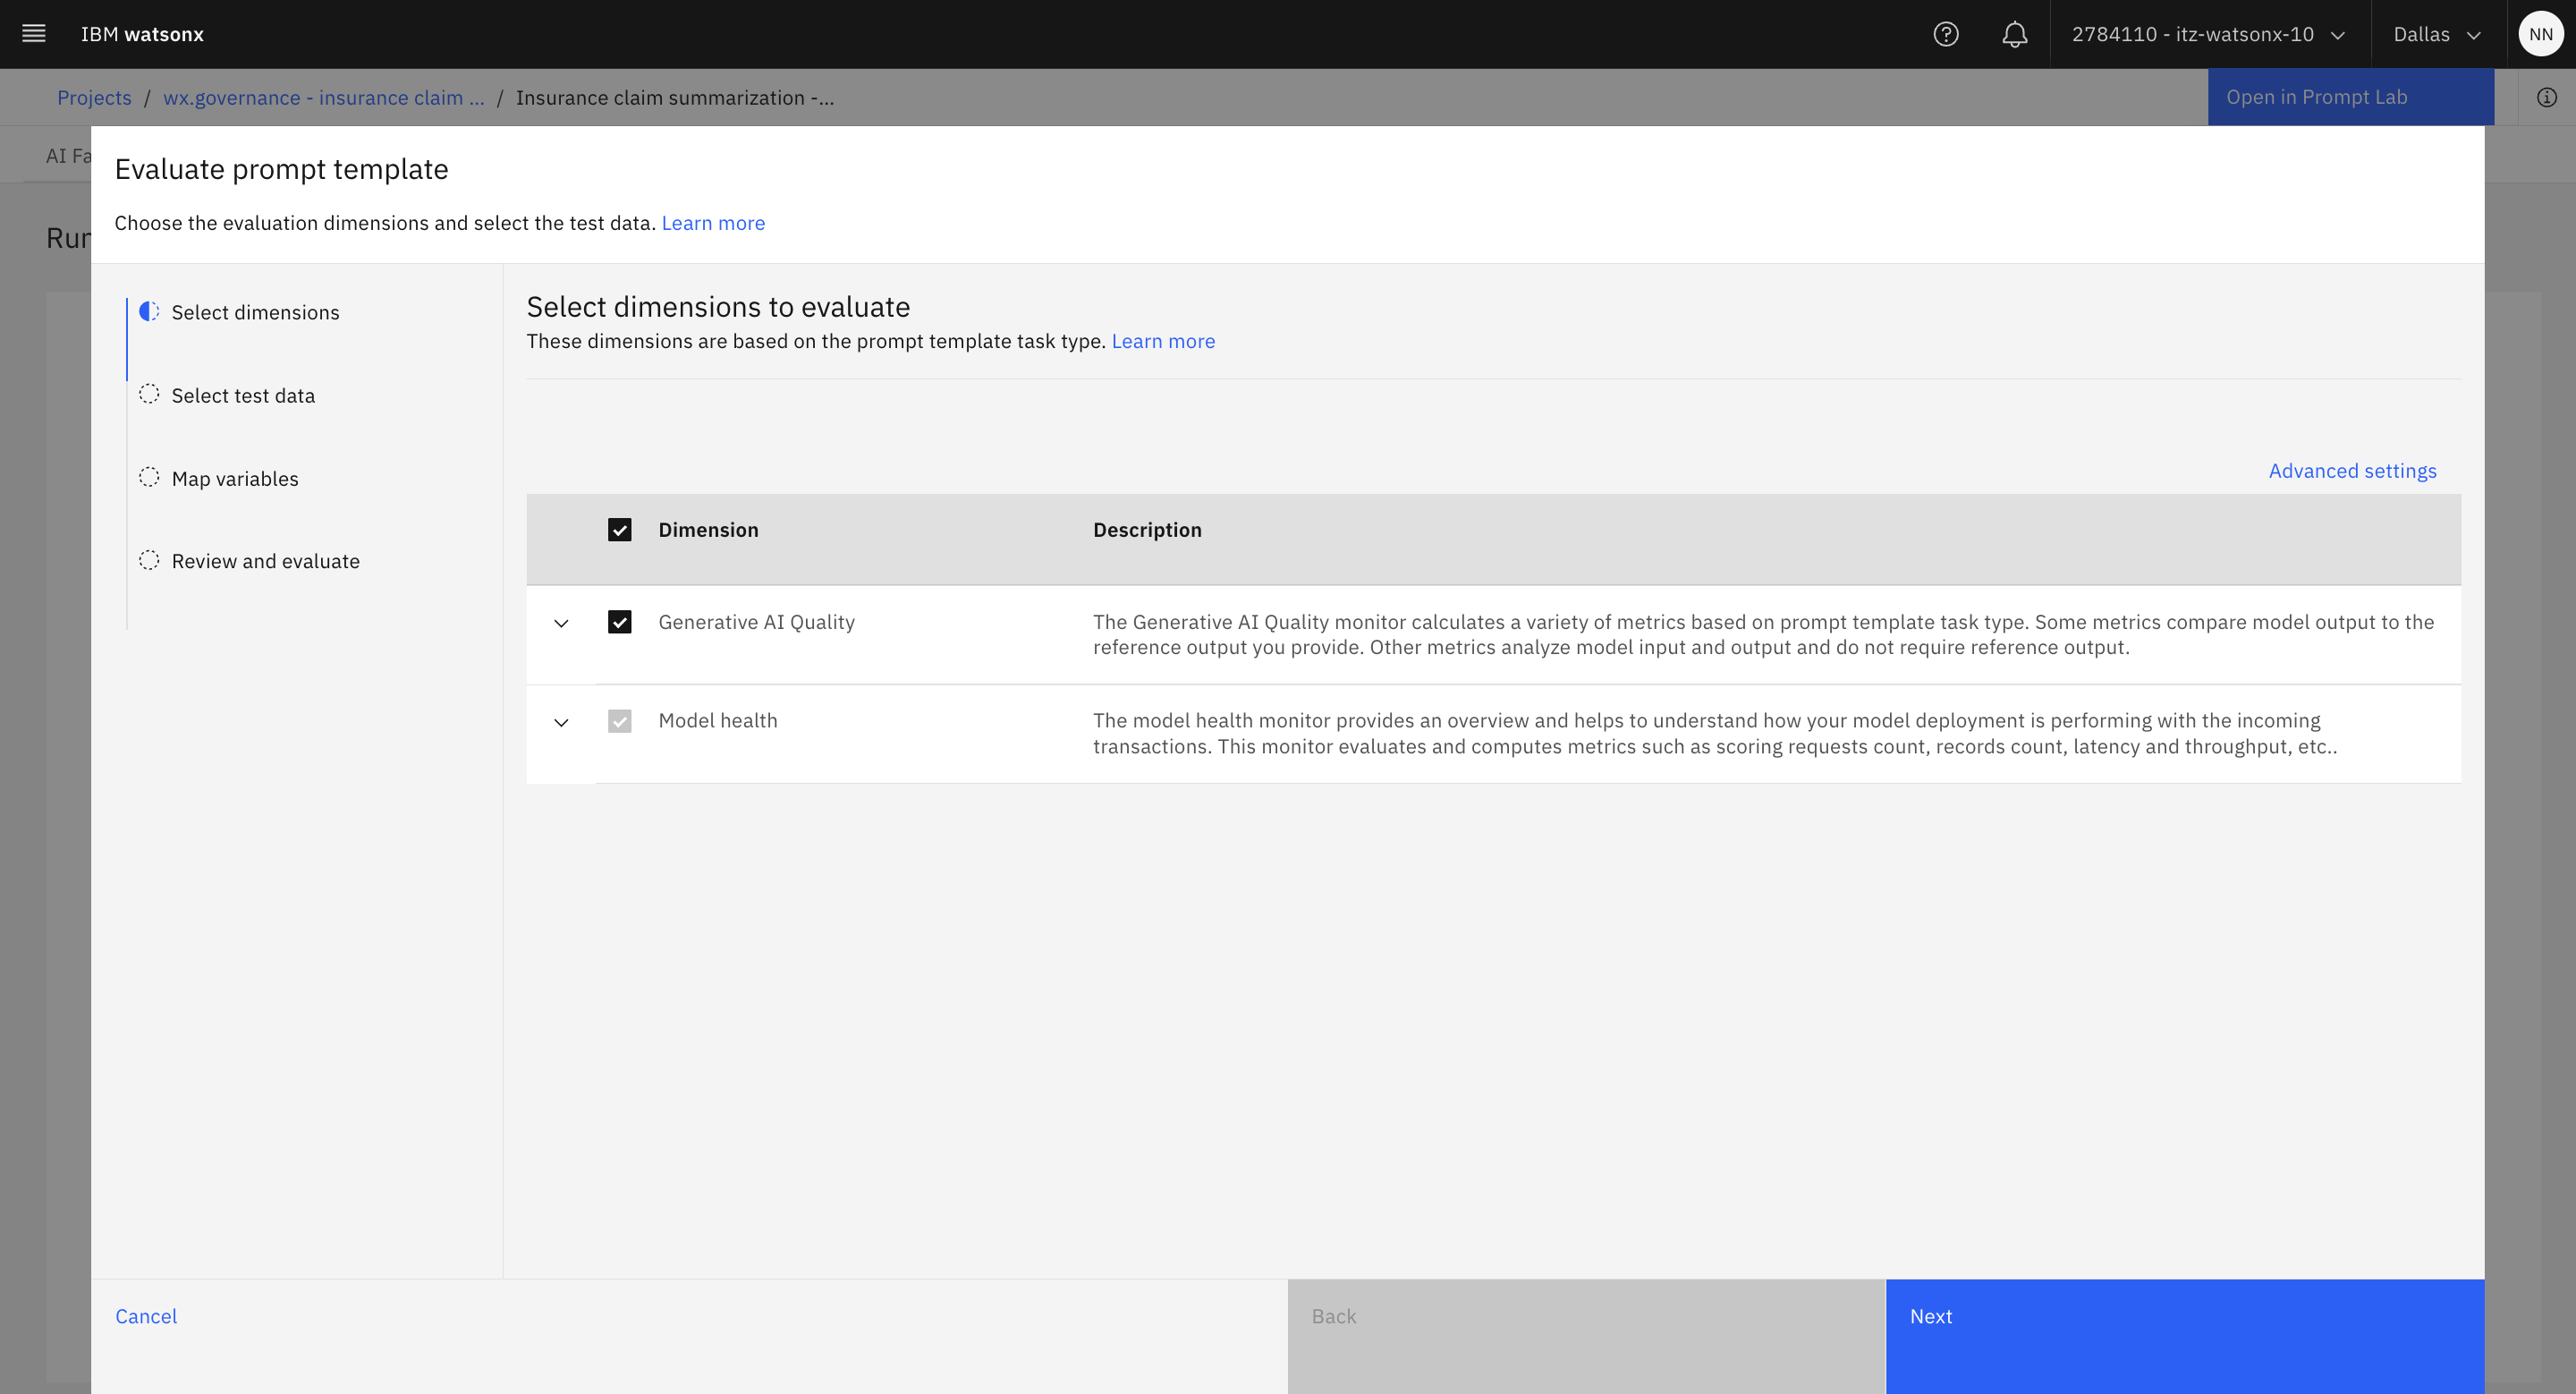 IBM watsonx
2784110 - itz-watsonx-10
Dallas
NN
Projects / wx.governance - insurance claim ... / Insurance claim summarization -...
Open in Prompt Lab
AI Fa
Evaluate prompt template
Choose the evaluation dimensions and select the test data. Learn more
Run
Select dimensions
Select test data
Map variables
Review and evaluate
Select dimensions to evaluate
These dimensions are based on the prompt template task type. Learn more
Advanced settings
Dimension Description
Generative AI Quality
The Generative AI Quality monitor calculates a variety of metrics based on prompt template task type. Some metrics compare model output to the
reference output you provide. Other metrics analyze model input and output and do not require reference output.
Model health
The model health monitor provides an overview and helps to understand how your model deployment is performing with the incoming
transactions. This monitor evaluates and computes metrics such as scoring requests count, records count, latency and throughput, etc..
Cancel
Back
Next